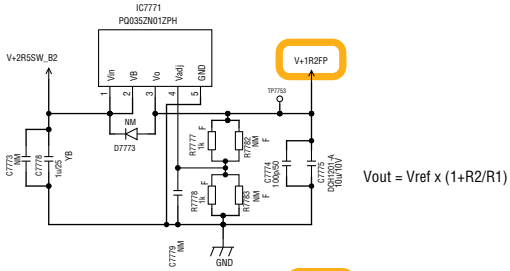 IC7771
PQ035ZN01ZPH
V+2R5SW_B2
V+1R2FP
Vin
VB
Vo
Vadj
GND
1
2
3
4
5
TP7753
NM
D7773
C7773
NM
C7778
1u/25
YB
R7777
1k
F
R7782
NM
F
R7778
1k
F
R7783
NM
F
C7774
100p/50
C7775
DCH1201-A
10u/10V
Vout = Vref x (1+R2/R1)
C7779
NM
GND